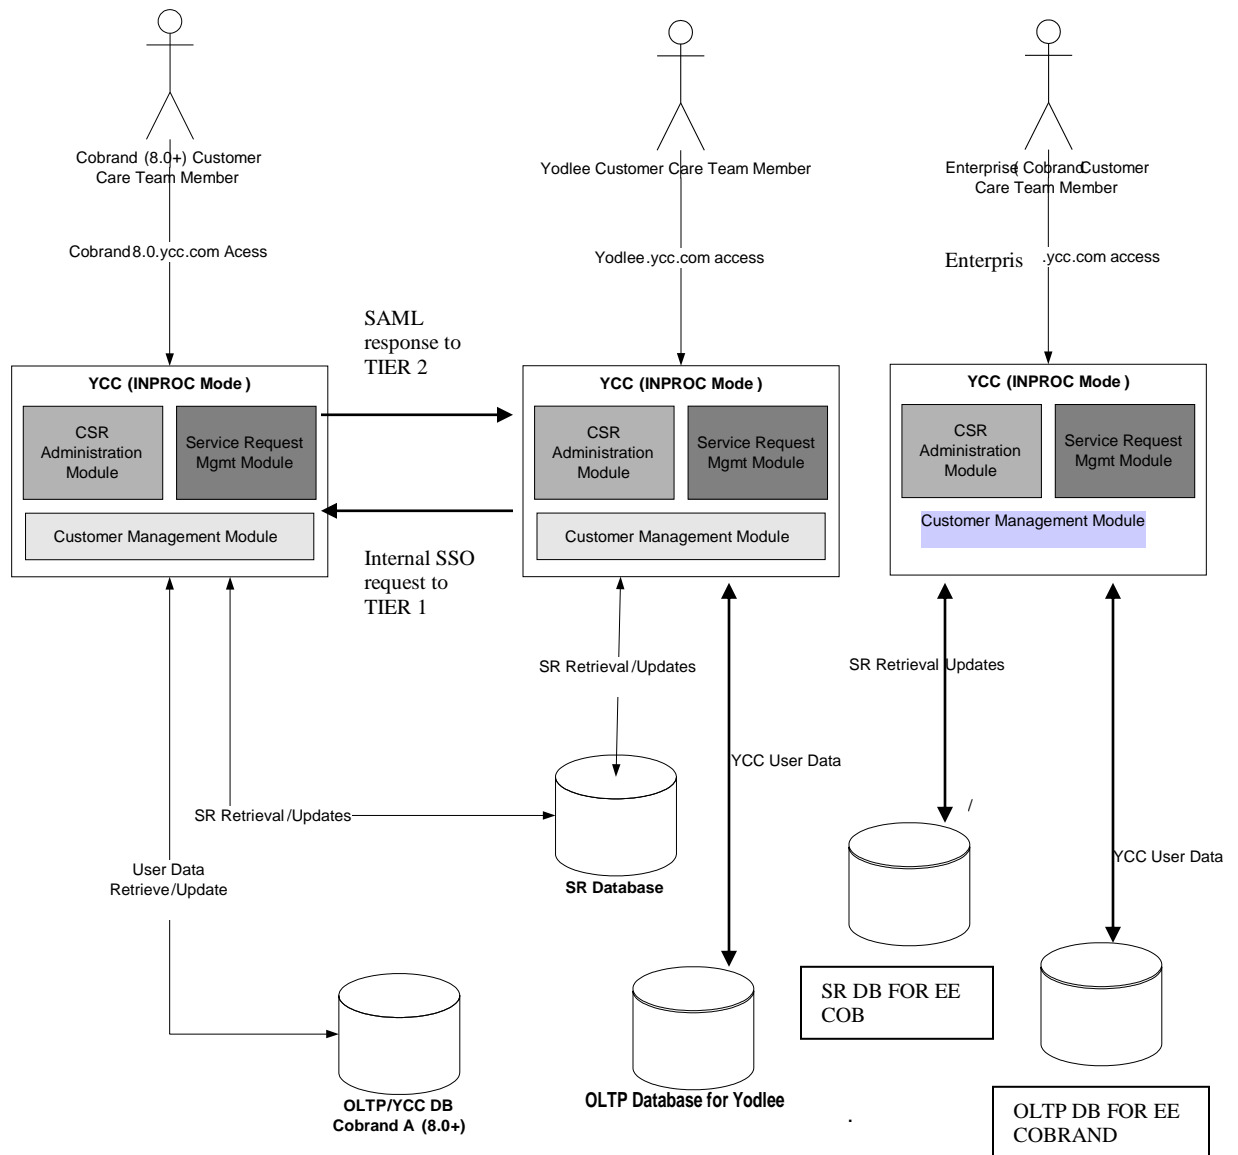 Cobrand (8.0+) Customer
Care Team Member
Yodlee Customer Care Team Member
Enterprise( Cobrand Customer
Care Team Member
Cobrand8.0.ycc.com Acess
Yodlee.ycc.com access
Enterpris .ycc.com access
SAML
response to
TIER 2
YCC (INPROC Mode )
CSR
Administration
Module
Service Request
Mgmt Module
Customer Management Module
YCC (INPROC Mode )
CSR
Administration
Module
Service Request
Mgmt Module
Customer Management Module
YCC (INPROC Mode )
CSR
Administration
Module
Service Request
Mgmt Module
Customer Management Module
Internal SSO
request to
TIER 1
SR Retrieval/Updates
SR Retrieval Updates
YCC User Data
/
SR Retrieval/Updates
User Data
Retrieve/Update
YCC User Data
SR Database
SR DB FOR EE
COB
OLTP/YCC DB
Cobrand A (8.0+)
OLTP Database for Yodlee
.
OLTP DB FOR EE
COBRAND